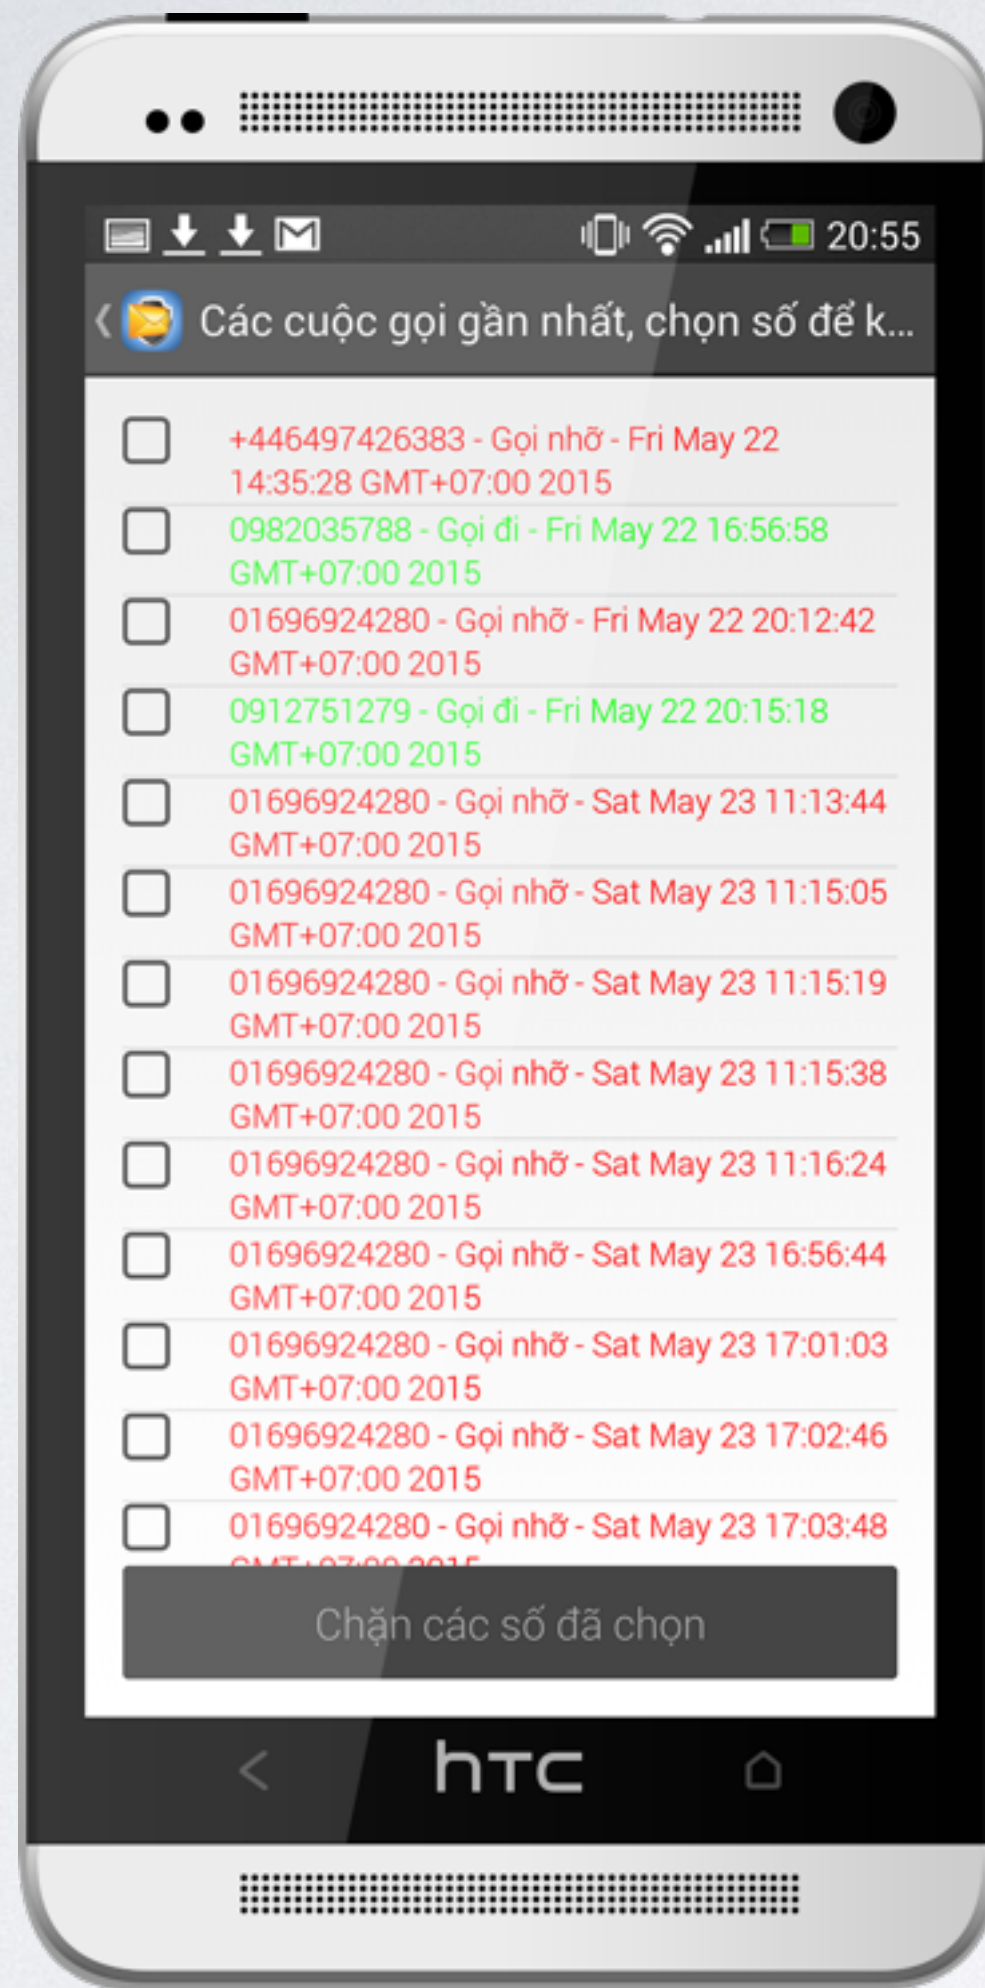 20:55
Các cuộc gọi gần nhất, chọn số để k...
+446497426383 - Gọi nhỡ - Fri May 22
14:35:28 GMT+07:00 2015
0982035788 - Gọi đi - Fri May 22 16:56:58
GMT+07:00 2015
01696924280 - Gọi nhỡ - Fri May 22 20:12:42
GMT+07:00 2015
0912751279 - Gọi đi - Fri May 22 20:15:18
GMT+07:00 2015
01696924280 - Gọi nhỡ - Sat May 23 11:13:44
GMT+07:00 2015
01696924280 - Gọi nhỡ - Sat May 23 11:15:05
GMT+07:00 2015
01696924280 - Gọi nhỡ - Sat May 23 11:15:19
GMT+07:00 2015
01696924280 - Gọi nhỡ - Sat May 23 11:15:38
GMT+07:00 2015
01696924280 - Gọi nhỡ - Sat May 23 11:16:24
GMT+07:00 2015
01696924280 - Gọi nhỡ - Sat May 23 16:56:44
GMT+07:00 2015
01696924280 - Gọi nhỡ - Sat May 23 17:01:03
GMT+07:00 2015
01696924280 - Gọi nhỡ - Sat May 23 17:02:46
GMT+07:00 2015
01696924280 - Gọi nhỡ - Sat May 23 17:03:48
GMT+07:00 2015
Chặn các số đã chọn
hTC